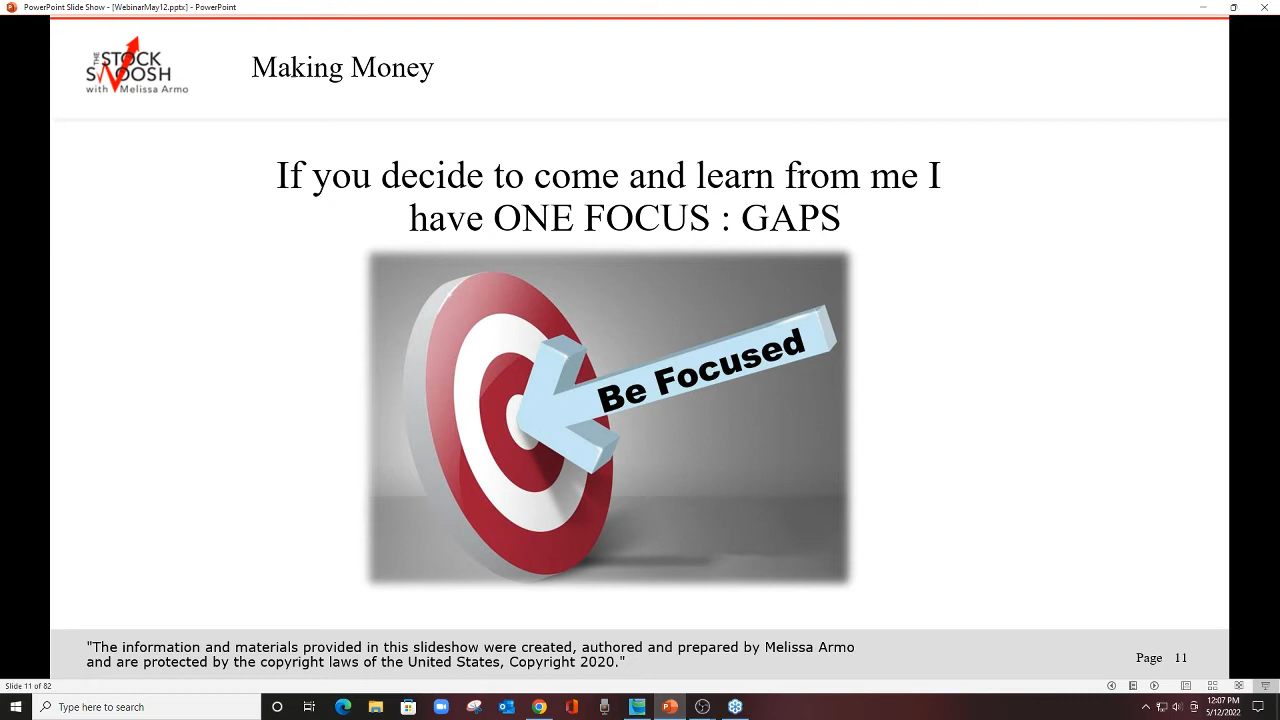 PowerPoint Slide Show - [WebinarMay12.pptx] - PowerPoint
THE
STOCK
SWOOSH
with Melissa Armo
Making Money
If you decide to come and learn from me I
have ONE FOCUS : GAPS
Be Focused
"The information and materials provided in this slideshow were created, authored and prepared by Melissa Armo
and are protected by the copyright laws of the United States, Copyright 2020."
Page 11
Slide 11 of 82
Type here to search
12:07 PM
5/12/2022